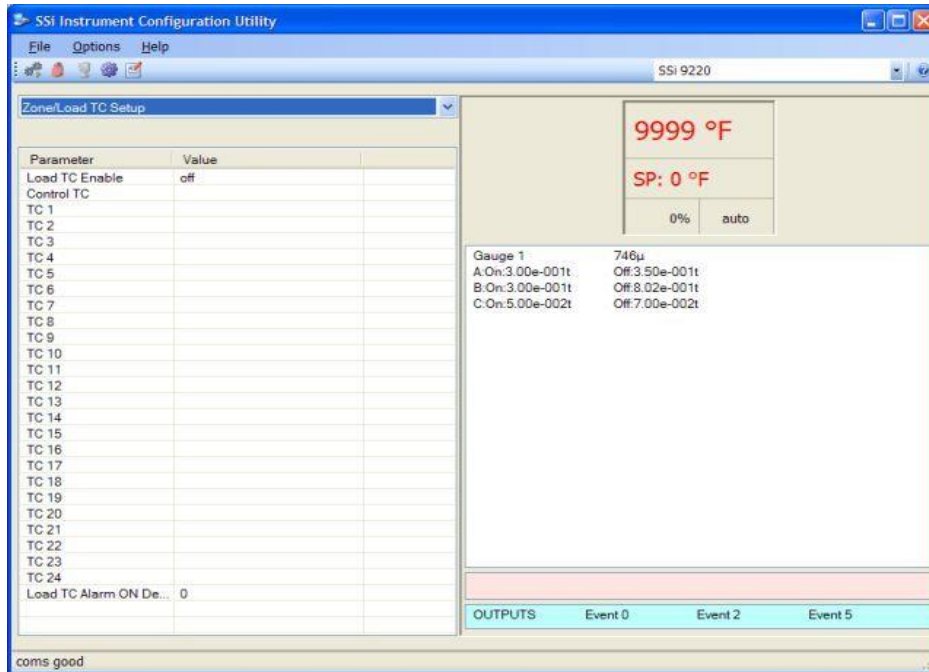 SSi Instrument Configuration Utility
File Options Help
SSi 9220
Zone/Load TC Setup
Parameter Value
Load TC Enable off
Control TC
TC 1
TC 2
TC 3
TC 4
TC 5
TC 6
TC 7
TC 8
TC 9
TC 10
TC 11
TC 12
TC 13
TC 14
TC 15
TC 16
TC 17
TC 18
TC 19
TC 20
TC 21
TC 22
TC 23
TC 24
Load TC Alarm ON De... 0
9999 °F
SP: 0 °F
0% auto
Gauge 1 746µ
A:On:3.00e-001t Off:3.50e-001t
B:On:3.00e-001t Off:8.02e-001t
C:On:5.00e-002t Off:7.00e-002t
OUTPUTS Event 0 Event 2 Event 5
coms good